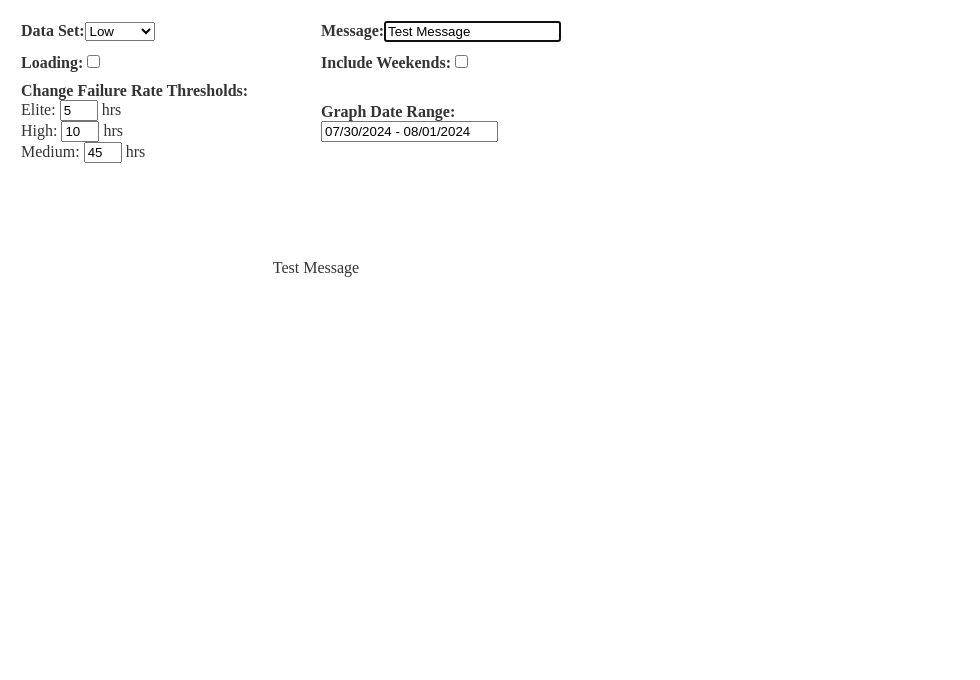 Data Set: Low
Message: Test Message
Loading:
Include Weekends:
Change Failure Rate Thresholds:
Elite: 5 hrs
High: 10 hrs
Medium: 45 hrs
Graph Date Range:
07/30/2024 - 08/01/2024
Test Message